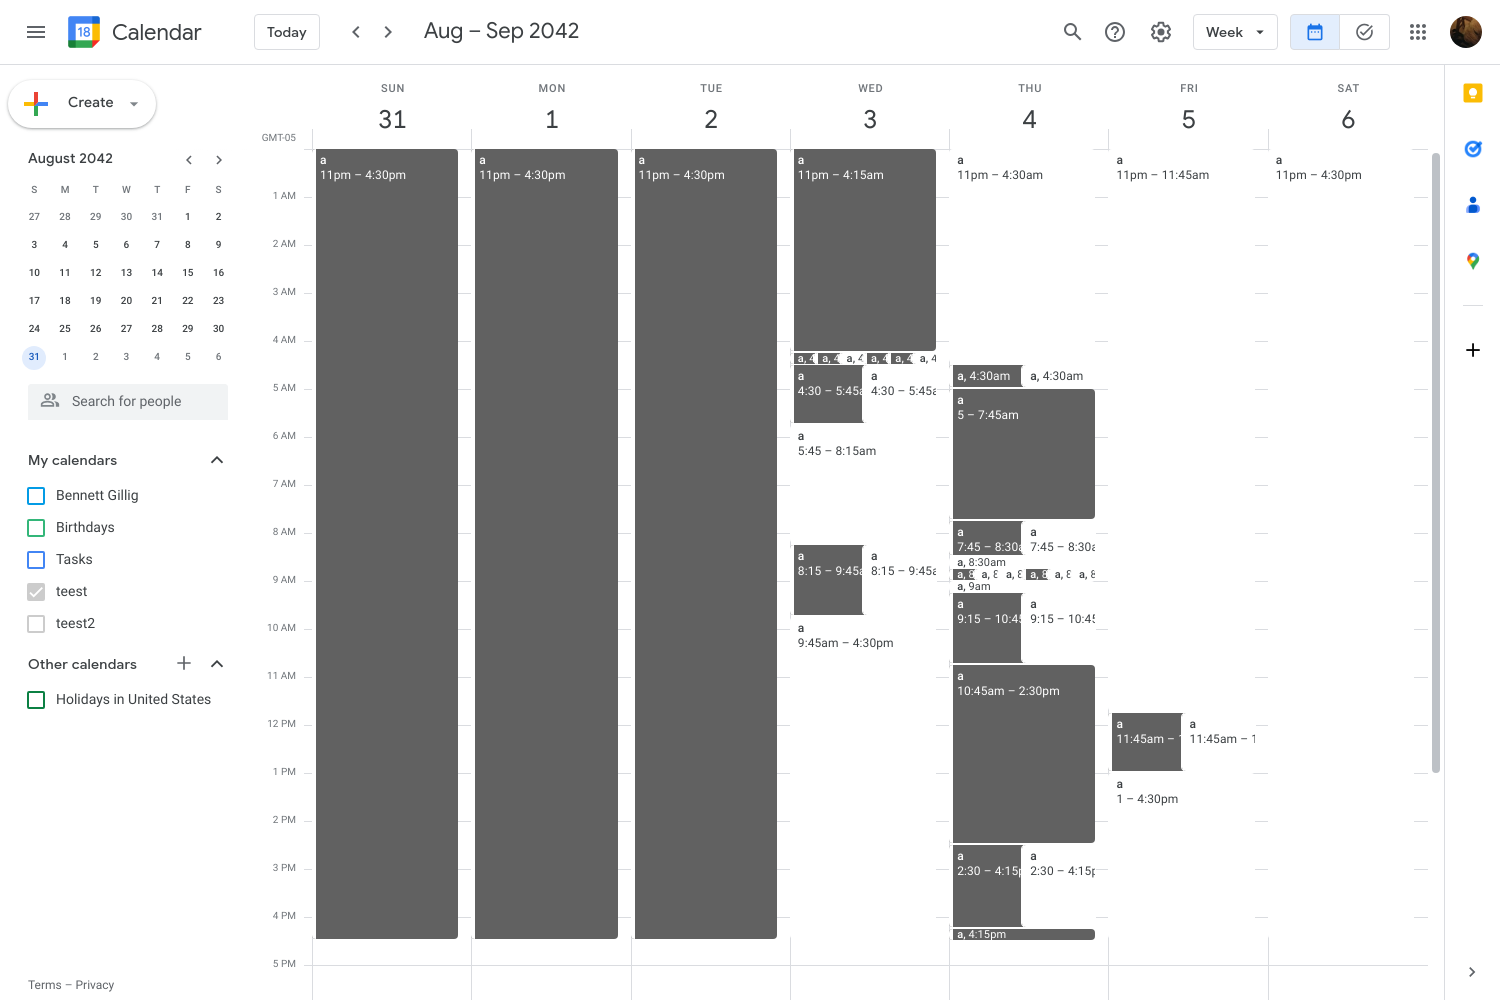 18 Calendar Today Aug – Sep 2042 Week
Create
August 2042
S M T W T F S
27 28 29 30 31 1 2
3 4 5 6 7 8 9
10 11 12 13 14 15 16
17 18 19 20 21 22 23
24 25 26 27 28 29 30
31 1 2 3 4 5 6
Search for people
My calendars
Bennett Gillig
Birthdays
Tasks
teest
teest2
Other calendars
Holidays in United States
Terms – Privacy
SUN MON TUE WED THU FRI SAT
31 1 2 3 4 5 6
GMT-05
1 AM
2 AM
3 AM
4 AM
5 AM
6 AM
7 AM
8 AM
9 AM
10 AM
11 AM
12 PM
1 PM
2 PM
3 PM
4 PM
5 PM
a
11pm – 4:30pm
a
11pm – 4:30pm
a
11pm – 4:30pm
a
11pm – 4:15am
a, 4 a, 4 a, 4 a, 4 a, 4 a, 4
a
4:30 – 5:45a
a
4:30 – 5:45a
a
5:45 – 8:15am
a
8:15 – 9:45a
a
8:15 – 9:45a
a
9:45am – 4:30pm
a
11pm – 4:30am
a, 4:30am a, 4:30am
a
5 – 7:45am
a
7:45 – 8:30a
a
7:45 – 8:30a
a, 8:30am
a, 8 a, 8 a, 8 a, 8 a, 8 a, 8
a, 9am
a
9:15 – 10:45
a
9:15 – 10:45
a
10:45am – 2:30pm
a
2:30 – 4:15p
a
2:30 – 4:15p
a, 4:15pm
a
11pm – 11:45am
a
11:45am – 1
a
11:45am – 1
a
1 – 4:30pm
a
11pm – 4:30pm